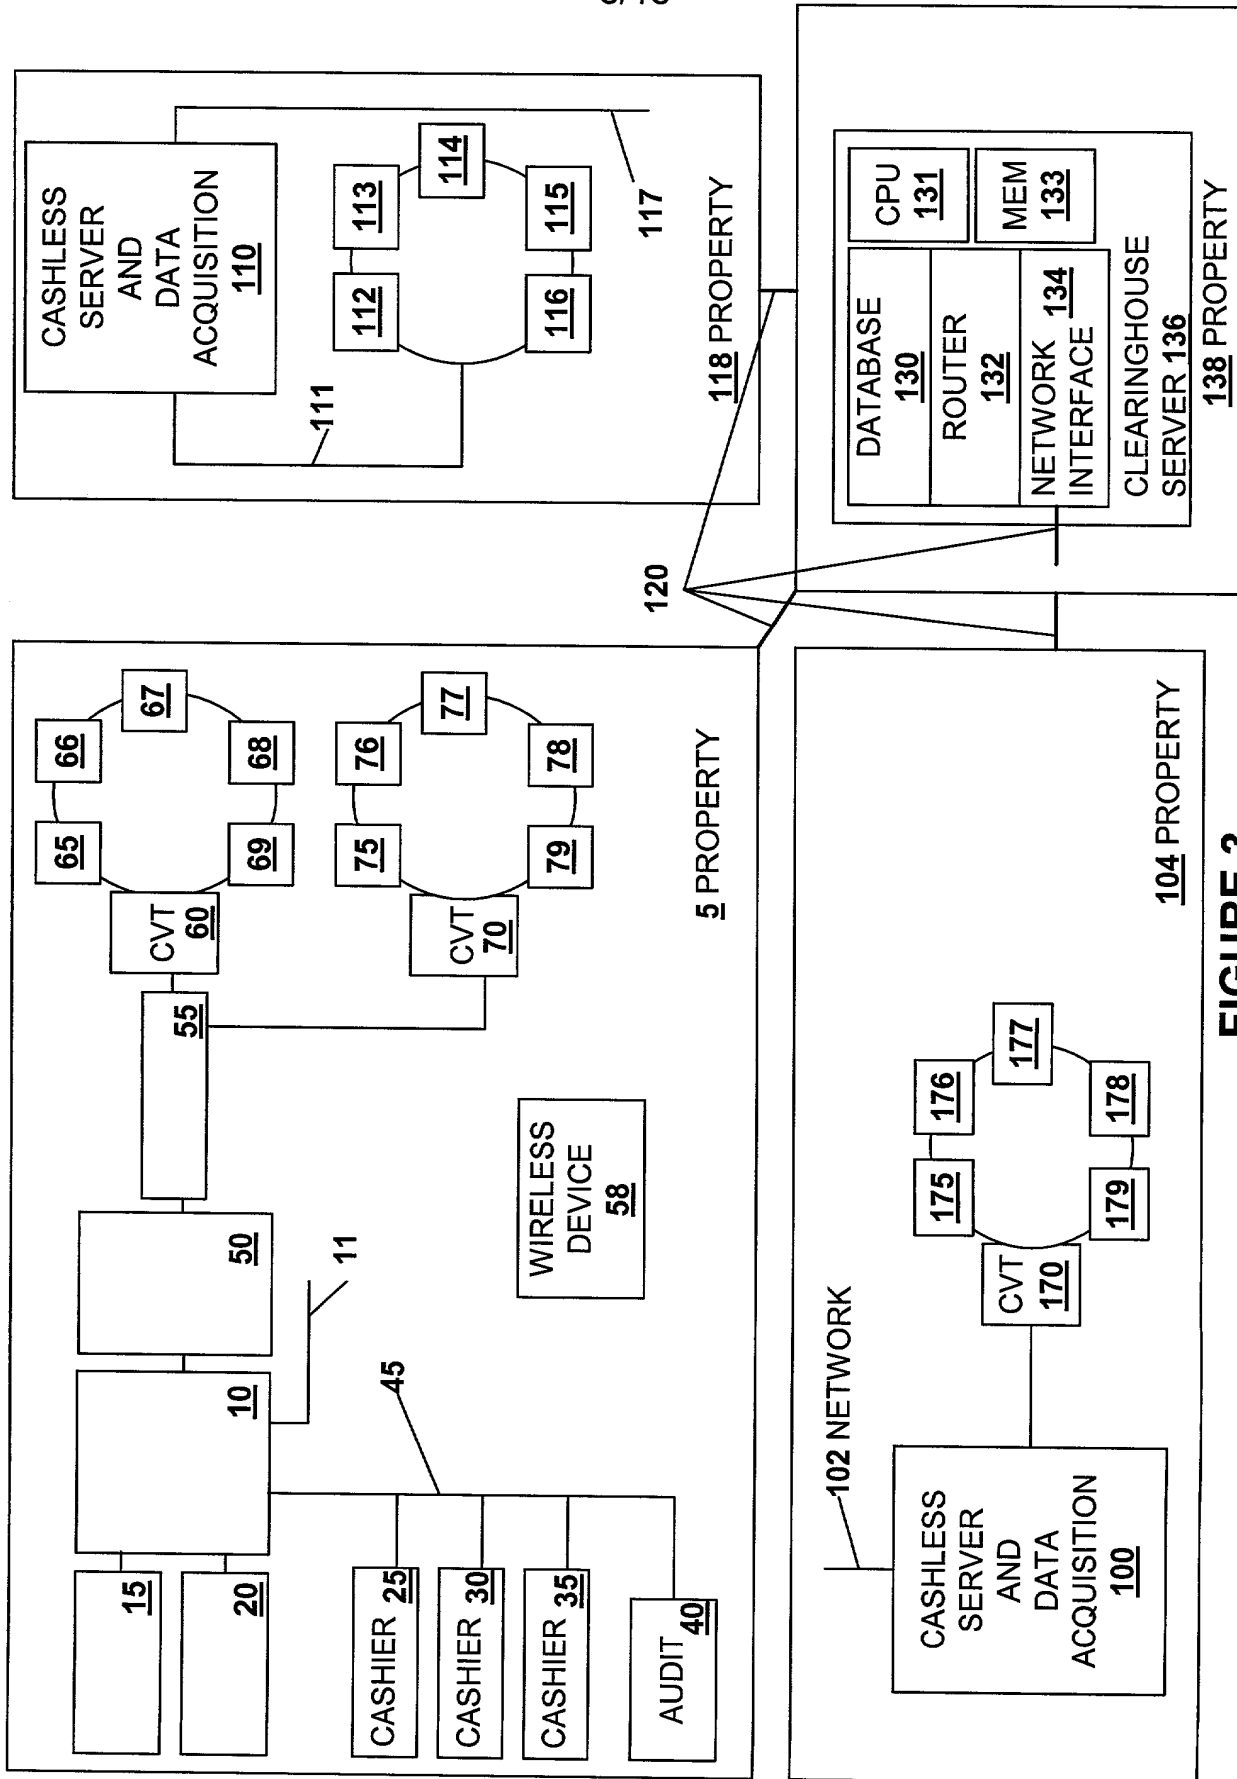 CASHLESS
SERVER
AND
DATA
ACQUISITION
110
111
112
113
114
115
116
117
118 PROPERTY
15
20
10
50
55
11
45
CASHIER 25
CASHIER 30
CASHIER 35
AUDIT 40
CVT
60
65
66
67
68
69
CVT
70
75
76
77
78
79
WIRELESS
DEVICE
58
5 PROPERTY
120
102 NETWORK
CASHLESS
SERVER
AND
DATA
ACQUISITION
100
CVT
170
175
176
177
178
179
104 PROPERTY
DATABASE
130
ROUTER
132
NETWORK
INTERFACE 134
CPU
131
MEM
133
CLEARINGHOUSE
SERVER 136
138 PROPERTY